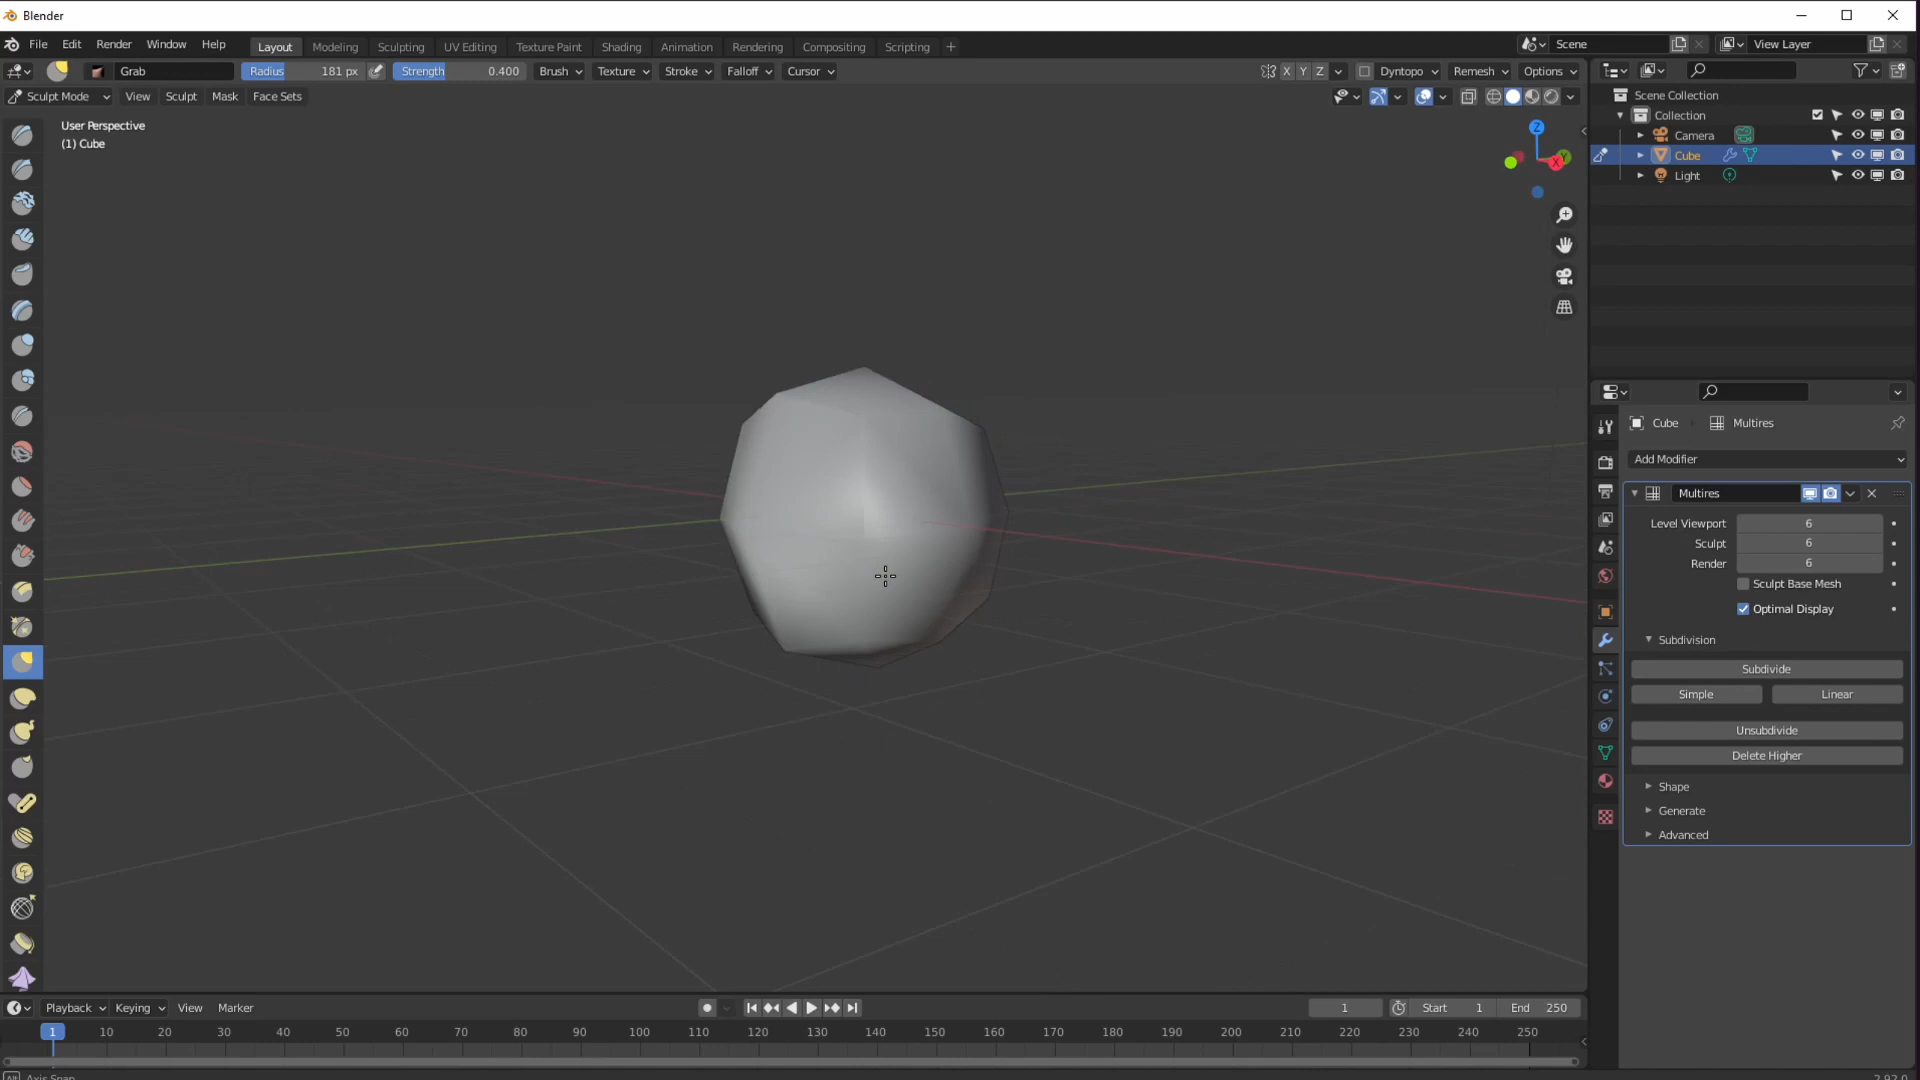 Blender
File Edit Render Window Help Layout Modeling Sculpting UV Editing Texture Paint Shading Animation Rendering Compositing Scripting + Scene View Layer
Grab Radius 181 px Strength 0.400 Brush Texture Stroke Falloff Cursor X Y Z Dyntopo Remesh Options
Sculpt Mode View Sculpt Mask Face Sets
User Perspective
(1) Cube
Z
X
Y
Scene Collection
Collection
Camera
Cube
Light
Cube Multires
Add Modifier
Multires
Level Viewport 6
Sculpt 6
Render 6
Sculpt Base Mesh
Optimal Display
Subdivision
Subdivide
Simple Linear
Unsubdivide
Delete Higher
Shape
Generate
Advanced
Playback Keying View Marker 1 Start 1 End 250
1 10 20 30 40 50 60 70 80 90 100 110 120 130 140 150 160 170 180 190 200 210 220 230 240 250
Alt Axis Snap 2.92.0